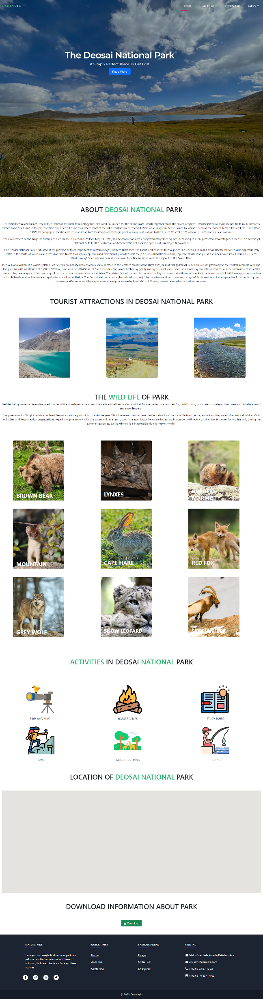 NATURESIDE
HOME ABOUT US CONTACT US PARKS
The Deosai National Park
A Simply Perfect Place To Get Lost
Read More
ABOUT DEOSAI NATIONAL PARK
The word Deosai consists of Deo, or Djin, which is the local terminology for spirits and Sai is used for the sitting place, which together mean the "place of spirits". Deosai served as an important trade route between
Kashmir and Gilgit, and in the pre-partition era, it served as an area where most of the tribal conflicts were resolved. Wars were fought in Deosai plains by warriors such as the Dogras, local tribes and the Turks (Khan,
1962). Its geographic location makes it an important territory from strategic point of view, as it is close to the Line of Control (LoC) with India, in the Indian hold Kashmir.
The Government of the Gilgit-Baltistan, declared Deosai as National Park on May 14, 1993, spreading over an area of approximately 3626 Sq. Km. According to IUCN protected area categories, Deosai is a category I
National Park, for the protection and conservation of endemic species of Himalayan Brown bear.
The Deosai National Park is situated at the junction of three important Mountain ranges, western Himalayas, the Ladkh and Zanskar. Deosai plains is divided as Bara and small Deosai. Bara Deosai is approximately
30Km in the south of Skardu and accessible from North through a jeep able road from Skardu, which enters the plains via Ali Malik Pass. This jeep road crosses the plains and goes down into Astore valley in the
West through Sheosar pass near sheosar lake. Bara Deosai is the main stronghold of the Brown Bear.
Deosai National Park is an alpine plateau of exceptional beauty and ecological value located in the western massif of the Himalayas, east of Nanga Parbat Peak and in close proximity to the Central Karakoram Range.
The plateau, with an altitude of 3500 to 5200 m., is an area of 358,400 ha. of flat but undulating plains broken by gently rolling hills and surrounded on all sides by mountains. It forms a stark contrast to much of the
surrounding landscape which is made up of narrow valleys between steep mountains. The plateau's environment is characterized by extreme cold with low atmospheric pressure coupled with low oxygen and carbon
dioxide levels, aridity, intense and rapid solar ultraviolet radiation. The Deosai plain receives higher rainfall than adjoining northern and north eastern valleys of Baltistan due to its geographical location facing the
monsoon affected outer Himalayas. Annual precipitation varies from 350 to 550 mm., mostly received during winter as snow.
TOURIST ATTRACTIONS IN DEOSAI NATIONAL PARK
THE WILD LIFE OF PARK
Besides being home to the endangered species of the Himalayan brown bear, Deosai National Park is also a habitat for the golden marmot, red fox, Ladakh urial, musk deer, Himalayan ibex, markhor, Himalayan wolf,
and snow leopards.
The government of Gilgit-Baltistan declared Deosai a national park of Pakistan in the year 1993. The reason was to save the Deosai national park wildlife from getting extinct and to protect their natural habitat. WWF
and other wildlife protection organizations helped the government with this cause and, as a result, the Himalayan brown bears are increasing in numbers with every passing day. It is open for tourists only during the
summer season as, during winters, it is inaccessible due to heavy snowfall.
BROWN BEAR
LYNXES
GOLDEN
MARMOT
MOUNTAIN
CAPE HARE
RED FOX
GREY WOLF
SNOW LEOPARD
SIBERIAN IBEX
ACTIVITIES IN DEOSAI NATIONAL PARK
BIRD WATCHING
NATURE CAMPS
STUDY TOURS
HIKING
WIEDLIFE SIGHTING
FISHING
LOCATION OF DEOSAI NATIONAL PARK
DOWNLOAD INFORMATION ABOUT PARK
Download
NATURE SIDE
Here you can easyle find national parks in
pakistan and information about there
animals ,birds and plants and many others
activies
QUICK LINKS
Home
About us
Contact Us
FAMOUS PARKS
Hingol
Chitral Gol
Khunjerab
CONTACT
Metro Star Gate,karachi,Pakistan, Asia
unknow@example.com
+ 92 03 63 87 17 32
+ 92 03 16 857 14 62
© 2023 Copyright